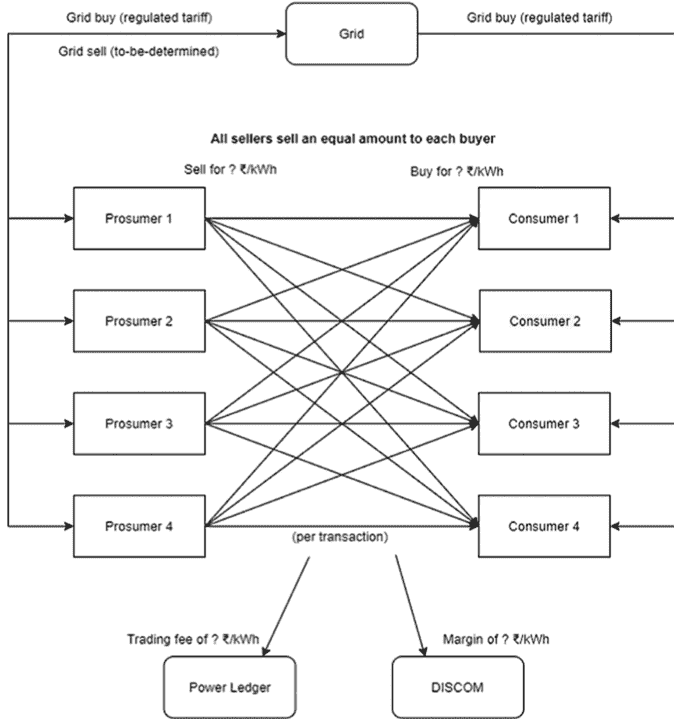 Grid buy (regulated tariff)
Grid
Grid buy (regulated tariff)
Grid sell (to-be-determined)
All sellers sell an equal amount to each buyer
Sell for ? ₹/kWh
Buy for ? ₹/kWh
Prosumer 1
Consumer 1
Prosumer 2
Consumer 2
Prosumer 3
Consumer 3
Prosumer 4
Consumer 4
(per transaction)
Trading fee of ? ₹/kWh
Margin of ? ₹/kWh
Power Ledger
DISCOM